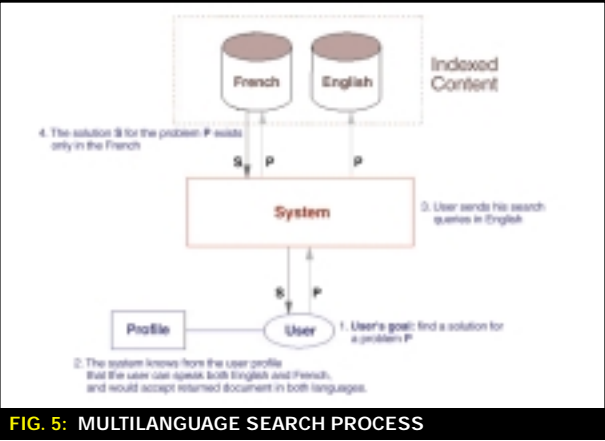 French
English
Indexed
Content
4. The solution S for the problem P exists
only in the French
S
P
P
System
3. User sends his search
queries in English
S
P
Profile
User
1. User's goal: find a solution for
a problem P
2. The system knows from the user profile
that the user can speak both English and French,
and would accept returned document in both languages.
FIG. 5: MULTILANGUAGE SEARCH PROCESS